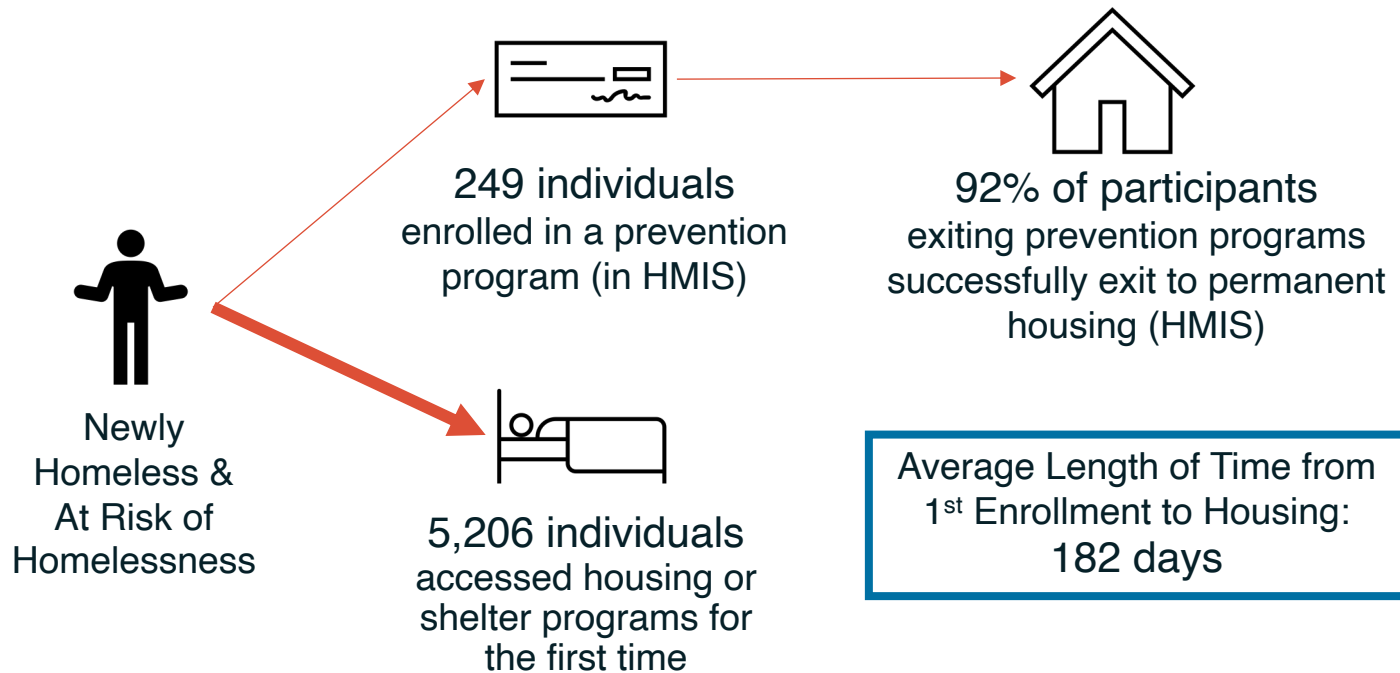 249 individuals
enrolled in a prevention
program (in HMIS)
92% of participants
exiting prevention programs
successfully exit to permanent
housing (HMIS)
Newly
Homeless &
At Risk of
Homelessness
5,206 individuals
accessed housing or
shelter programs for
the first time
Average Length of Time from
1st Enrollment to Housing:
182 days